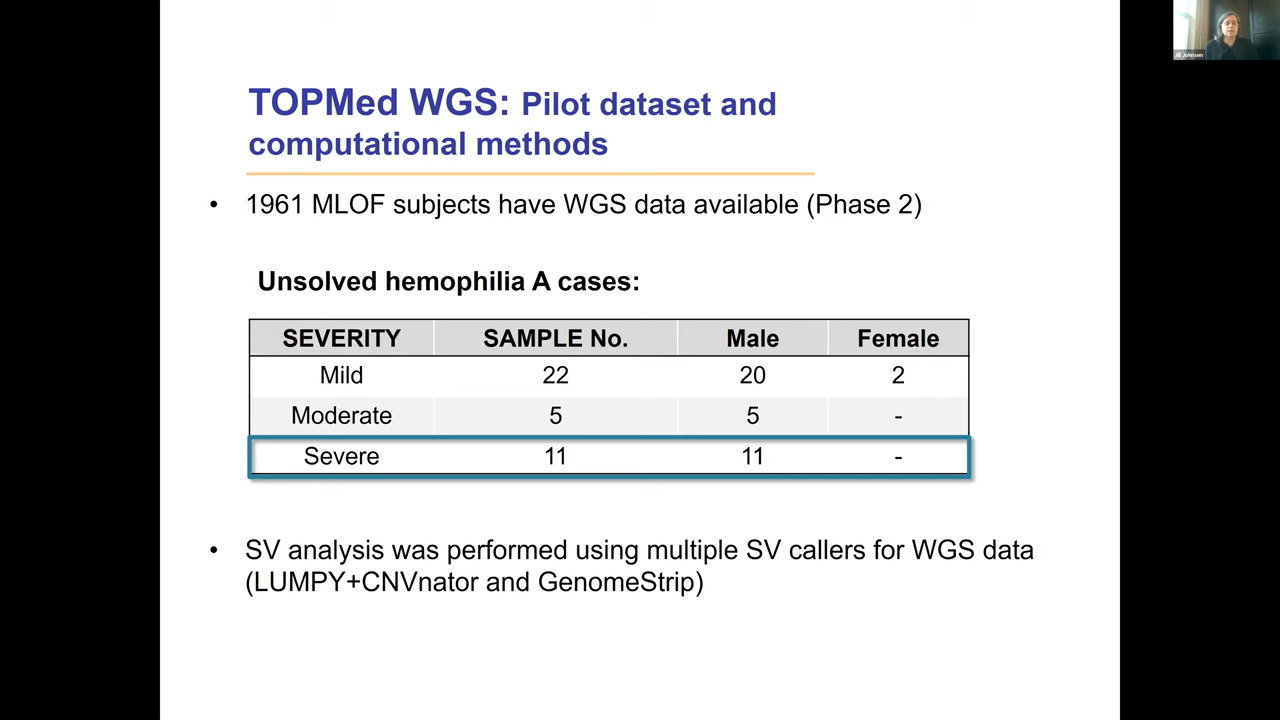 Jill Johnsen
TOPMed WGS: Pilot dataset and
computational methods
• 1961 MLOF subjects have WGS data available (Phase 2)
Unsolved hemophilia A cases:
SEVERITY SAMPLE No. Male Female
Mild 22 20 2
Moderate 5 5 -
Severe 11 11 -
• SV analysis was performed using multiple SV callers for WGS data
(LUMPY+CNVnator and GenomeStrip)